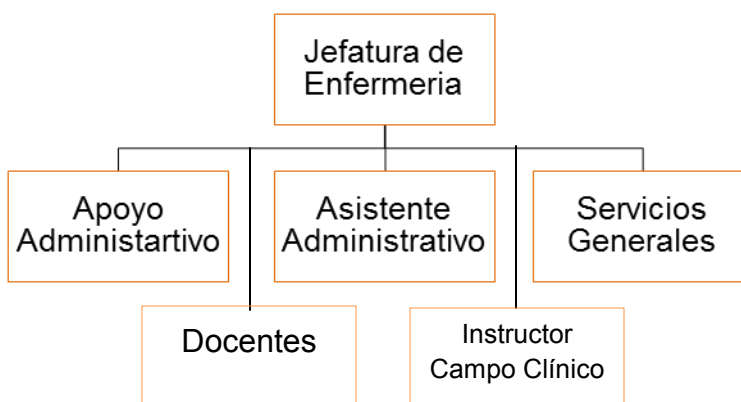 Jefatura de
Enfermeria
Apoyo
Administartivo
Asistente
Administrativo
Servicios
Generales
Docentes
Instructor
Campo Clínico